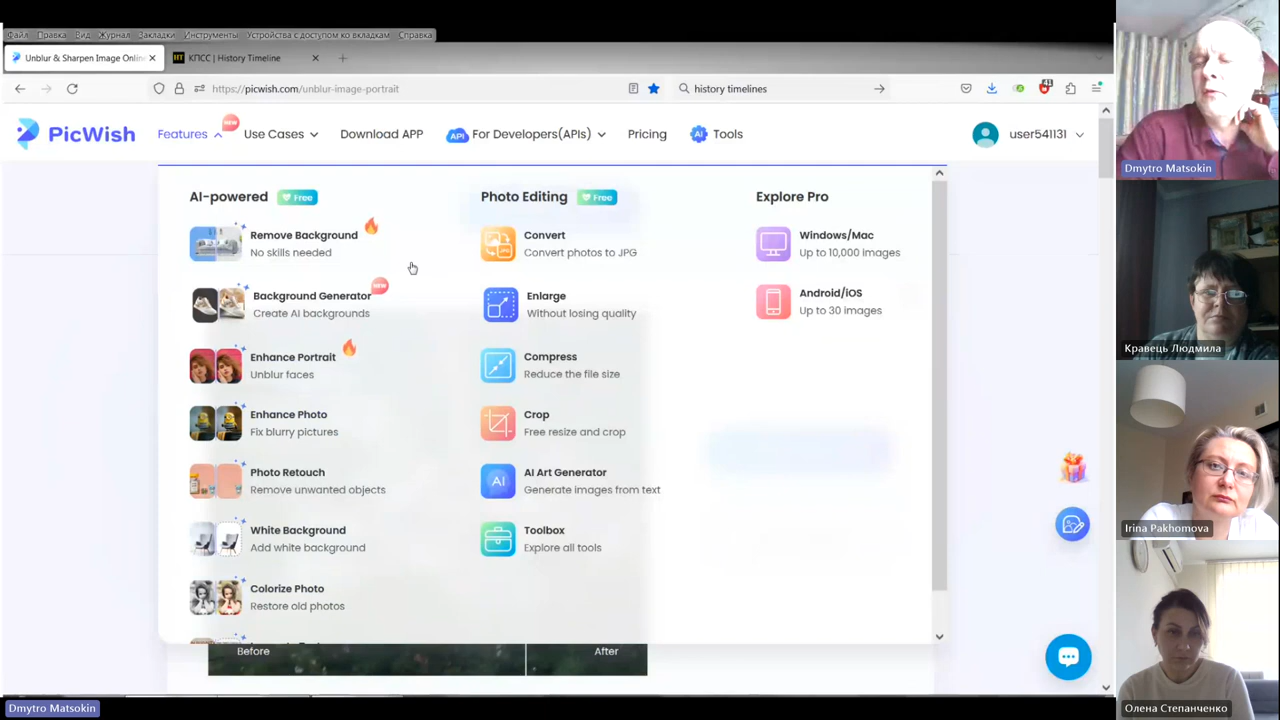 Файл Правка Вид Журнал Закладки Инструменты Устройства с доступом ко вкладкам Справка
Unblur & Sharpen Image Onlin
КПСС | History Timeline
https://picwish.com/unblur-image-portrait
history timelines
43
PicWish
Features
New
Use Cases
Download APP
API
For Developers(APIs)
Pricing
AI
Tools
user541131
AI-powered
Free
Remove Background
No skills needed
Background Generator
NEW
Create AI backgrounds
Enhance Portrait
Unblur faces
Enhance Photo
Fix blurry pictures
Photo Retouch
Remove unwanted objects
White Background
Add white background
Colorize Photo
Restore old photos
Photo Editing
Free
Convert
Convert photos to JPG
Enlarge
Without losing quality
Compress
Reduce the file size
Crop
Free resize and crop
AI
AI Art Generator
Generate images from text
Toolbox
Explore all tools
Explore Pro
Windows/Mac
Up to 10,000 images
Android/iOS
Up to 30 images
Before
After
Dmytro Matsokin
Dmytro Matsokin
Кравець Людмила
Irina Pakhomova
Олена Степанченко